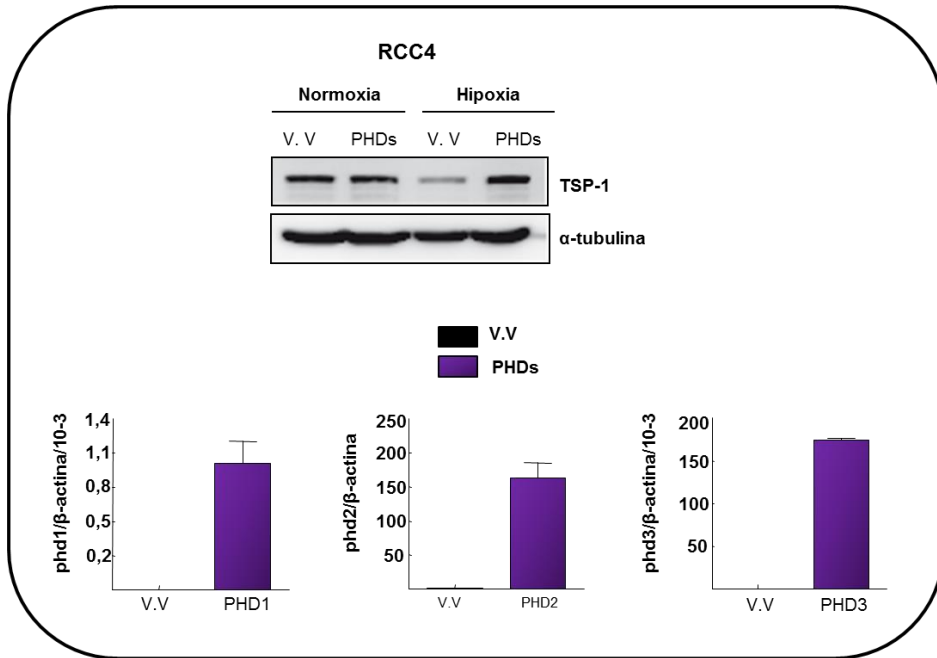 RCC4
Normoxia Hipoxia
V. V PHDs V. V PHDs
TSP-1
α-tubulina
V.V
PHDs
phd1/β-actina/10-3
1,4
1,1
0,8
0,5
0,2
V.V PHD1
phd2/β-actina
250
200
150
100
50
V.V PHD2
phd3/β-actina/10-3
200
150
100
50
V.V PHD3